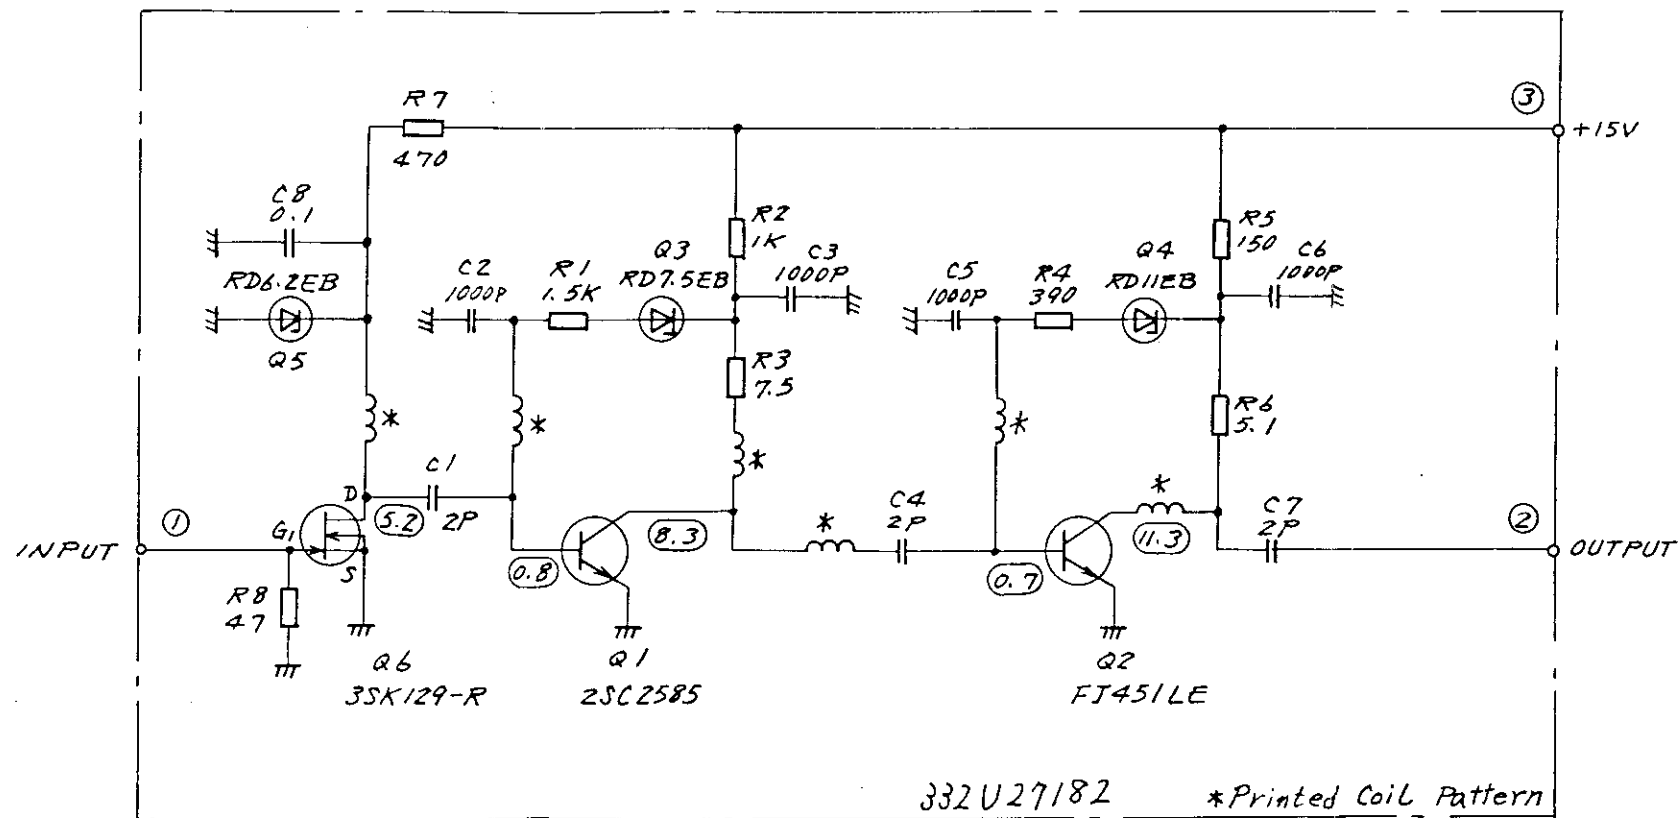 R7
470
③
+15V
C8
0.1
RD6.2EB
Q5
C2
1000P
R1
1.5K
Q3
RD7.5EB
R2
1K
C3
1000P
R3
7.5
C5
1000P
R4
390
Q4
RD11EB
R5
150
C6
1000P
R6
5.1
*
*
*
*
*
*
C1
2P
D
5.2
G1
S
①
INPUT
R8
47
Q6
3SK129-R
0.8
8.3
Q1
2SC2585
C4
2P
0.7
11.3
Q2
FJ451LE
C7
2P
②
OUTPUT
332U27182
*Printed Coil Pattern